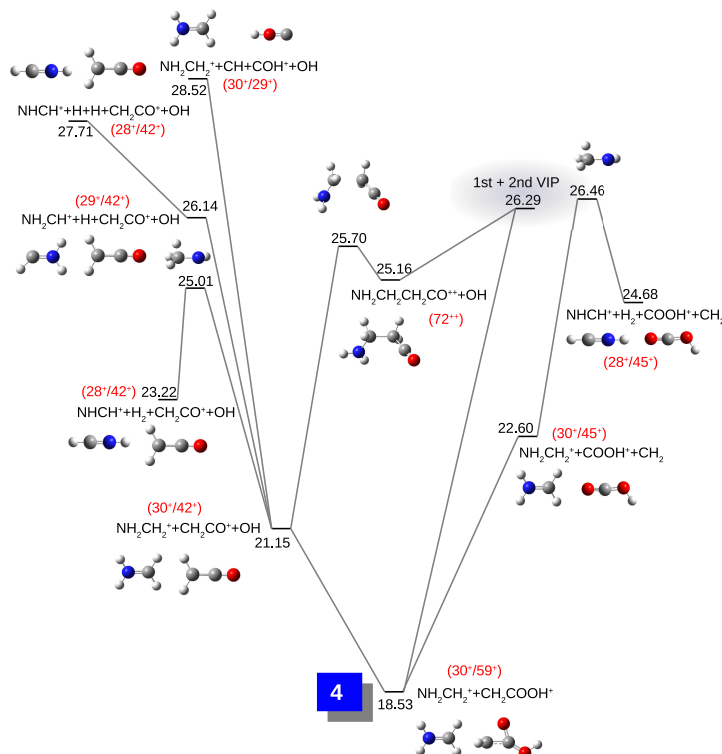 NH₂CH₂⁺+CH+COH⁺+OH
28.52
(30⁺/29⁺)
NHCH⁺+H+H+CH₂CO⁺+OH
27.71
(28⁺/42⁺)
(29⁺/42⁺)
26.14
NH₂CH⁺+H+CH₂CO⁺+OH
25.01
(28⁺/42⁺)
23.22
NHCH⁺+H₂+CH₂CO⁺+OH
(30⁺/42⁺)
NH₂CH₂⁺+CH₂CO⁺+OH
21.15
25.70
25.16
NH₂CH₂CH₂CO⁺⁺+OH
(72⁺⁺)
1st + 2nd VIP
26.29
26.46
24.68
NHCH⁺+H₂+COOH⁺+CH₂
(28⁺/45⁺)
22.60
(30⁺/45⁺)
NH₂CH₂⁺+COOH⁺+CH₂
4
18.53
(30⁺/59⁺)
NH₂CH₂⁺+CH₂COOH⁺